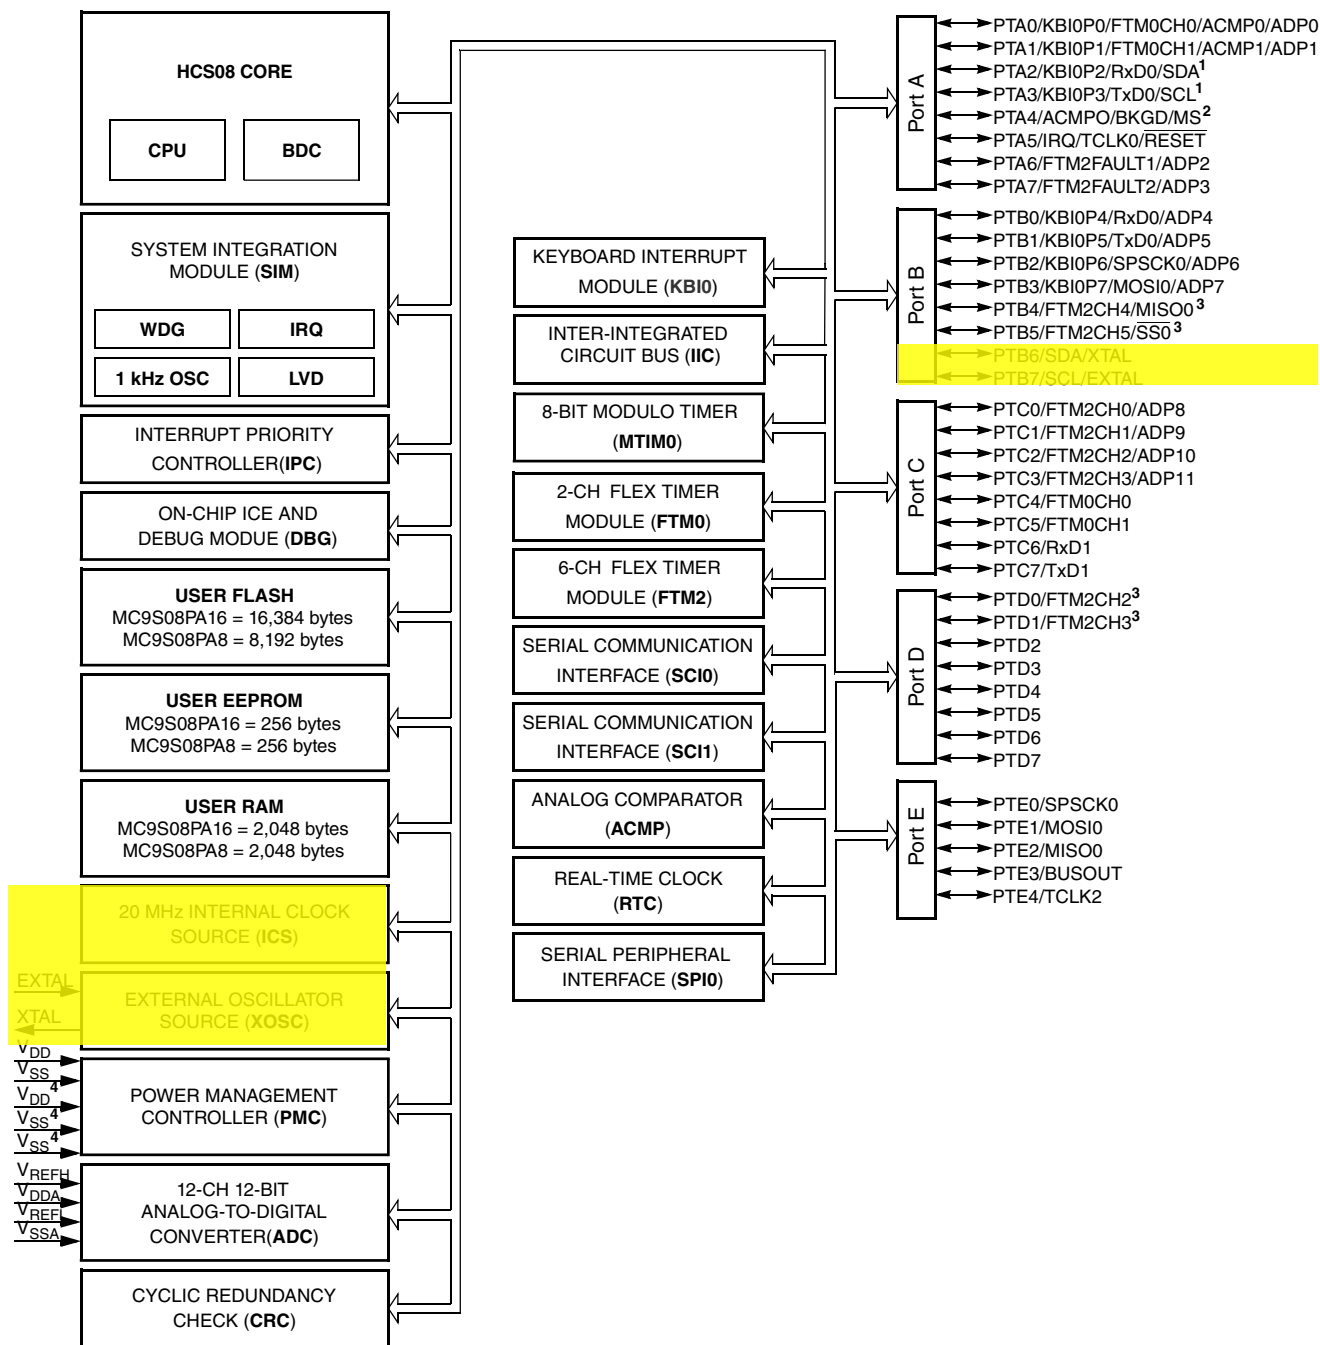 HCS08 CORE
CPU
BDC
SYSTEM INTEGRATION
MODULE (SIM)
WDG
IRQ
1 kHz OSC
LVD
INTERRUPT PRIORITY
CONTROLLER(IPC)
ON-CHIP ICE AND
DEBUG MODUE (DBG)
USER FLASH
MC9S08PA16 = 16,384 bytes
MC9S08PA8 = 8,192 bytes
USER EEPROM
MC9S08PA16 = 256 bytes
MC9S08PA8 = 256 bytes
USER RAM
MC9S08PA16 = 2,048 bytes
MC9S08PA8 = 2,048 bytes
20 MHz INTERNAL CLOCK
SOURCE (ICS)
EXTAL
XTAL
EXTERNAL OSCILLATOR
SOURCE (XOSC)
VDD
VSS
VDD4
VSS4
VSS4
POWER MANAGEMENT
CONTROLLER (PMC)
VREFH
VDDA
VREFL
VSSA
12-CH 12-BIT
ANALOG-TO-DIGITAL
CONVERTER(ADC)
CYCLIC REDUNDANCY
CHECK (CRC)
KEYBOARD INTERRUPT
MODULE (KBI0)
INTER-INTEGRATED
CIRCUIT BUS (IIC)
8-BIT MODULO TIMER
(MTIM0)
2-CH FLEX TIMER
MODULE (FTM0)
6-CH FLEX TIMER
MODULE (FTM2)
SERIAL COMMUNICATION
INTERFACE (SCI0)
SERIAL COMMUNICATION
INTERFACE (SCI1)
ANALOG COMPARATOR
(ACMP)
REAL-TIME CLOCK
(RTC)
SERIAL PERIPHERAL
INTERFACE (SPI0)
Port A
PTA0/KBI0P0/FTM0CH0/ACMP0/ADP0
PTA1/KBI0P1/FTM0CH1/ACMP1/ADP1
PTA2/KBI0P2/RxD0/SDA1
PTA3/KBI0P3/TxD0/SCL1
PTA4/ACMPO/BKGD/MS2
PTA5/IRQ/TCLK0/RESET
PTA6/FTM2FAULT1/ADP2
PTA7/FTM2FAULT2/ADP3
Port B
PTB0/KBI0P4/RxD0/ADP4
PTB1/KBI0P5/TxD0/ADP5
PTB2/KBI0P6/SPSCK0/ADP6
PTB3/KBI0P7/MOSI0/ADP7
PTB4/FTM2CH4/MISO03
PTB5/FTM2CH5/SS03
PTB6/SDA/XTAL
PTB7/SCL/EXTAL
Port C
PTC0/FTM2CH0/ADP8
PTC1/FTM2CH1/ADP9
PTC2/FTM2CH2/ADP10
PTC3/FTM2CH3/ADP11
PTC4/FTM0CH0
PTC5/FTM0CH1
PTC6/RxD1
PTC7/TxD1
Port D
PTD0/FTM2CH23
PTD1/FTM2CH33
PTD2
PTD3
PTD4
PTD5
PTD6
PTD7
Port E
PTE0/SPSCK0
PTE1/MOSI0
PTE2/MISO0
PTE3/BUSOUT
PTE4/TCLK2